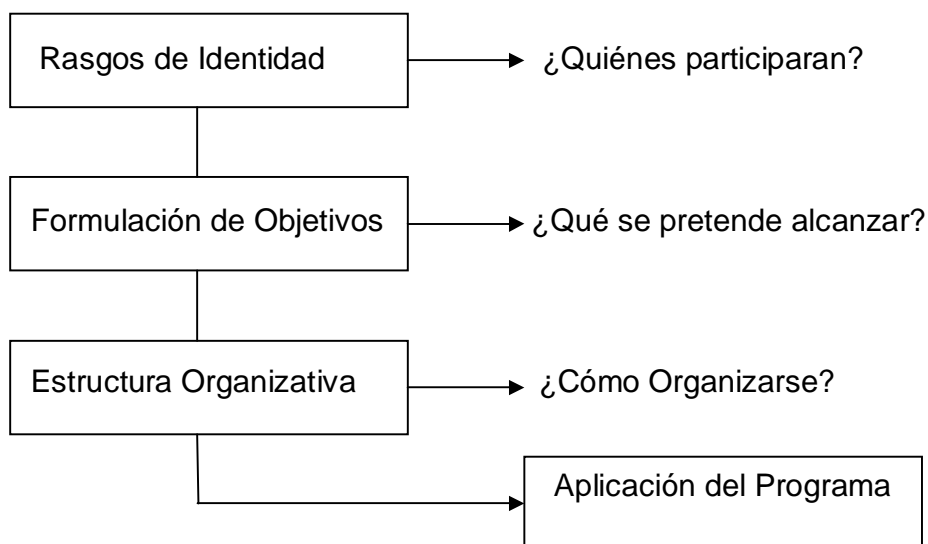 Rasgos de Identidad
¿Quiénes participaran?
Formulación de Objetivos
¿Qué se pretende alcanzar?
Estructura Organizativa
¿Cómo Organizarse?
Aplicación del Programa